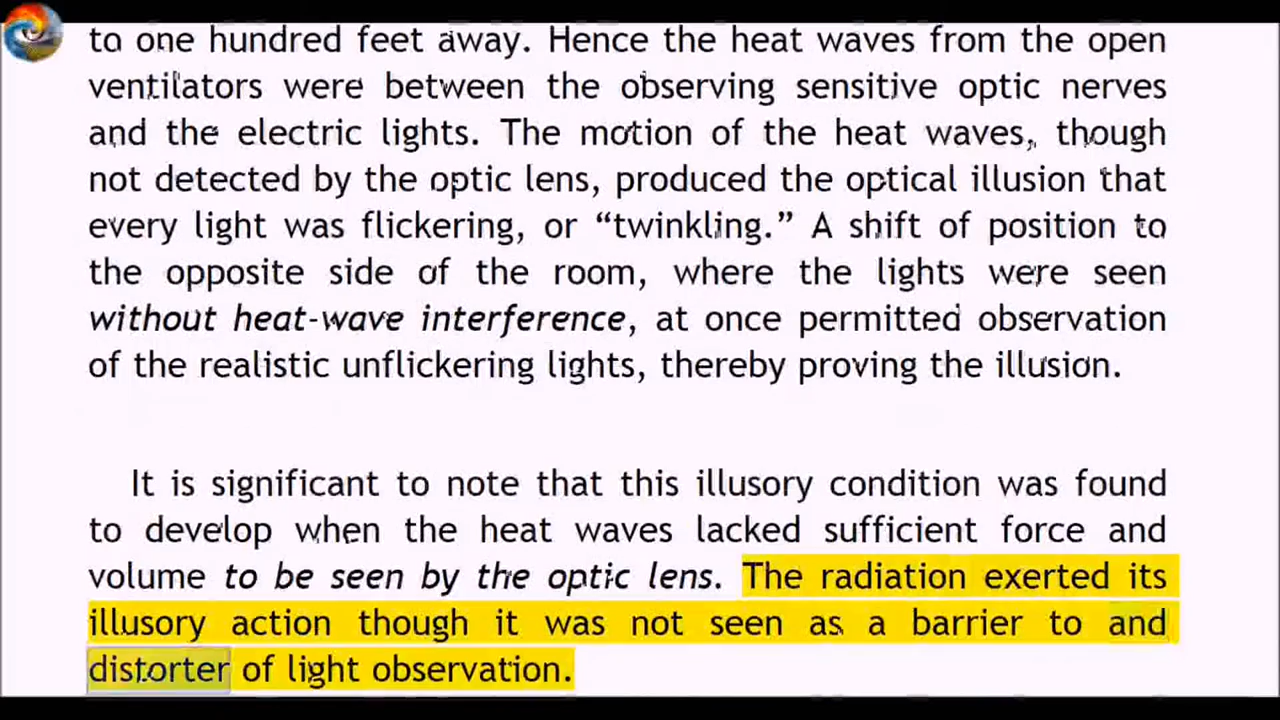 to one hundred feet away. Hence the heat waves from the open
ventilators were between the observing sensitive optic nerves
and the electric lights. The motion of the heat waves, though
not detected by the optic lens, produced the optical illusion that
every light was flickering, or “twinkling.” A shift of position to
the opposite side of the room, where the lights were seen
without heat-wave interference, at once permitted observation
of the realistic unflickering lights, thereby proving the illusion.
It is significant to note that this illusory condition was found
to develop when the heat waves lacked sufficient force and
volume to be seen by the optic lens. The radiation exerted its
illusory action though it was not seen as a barrier to and
distorter of light observation.